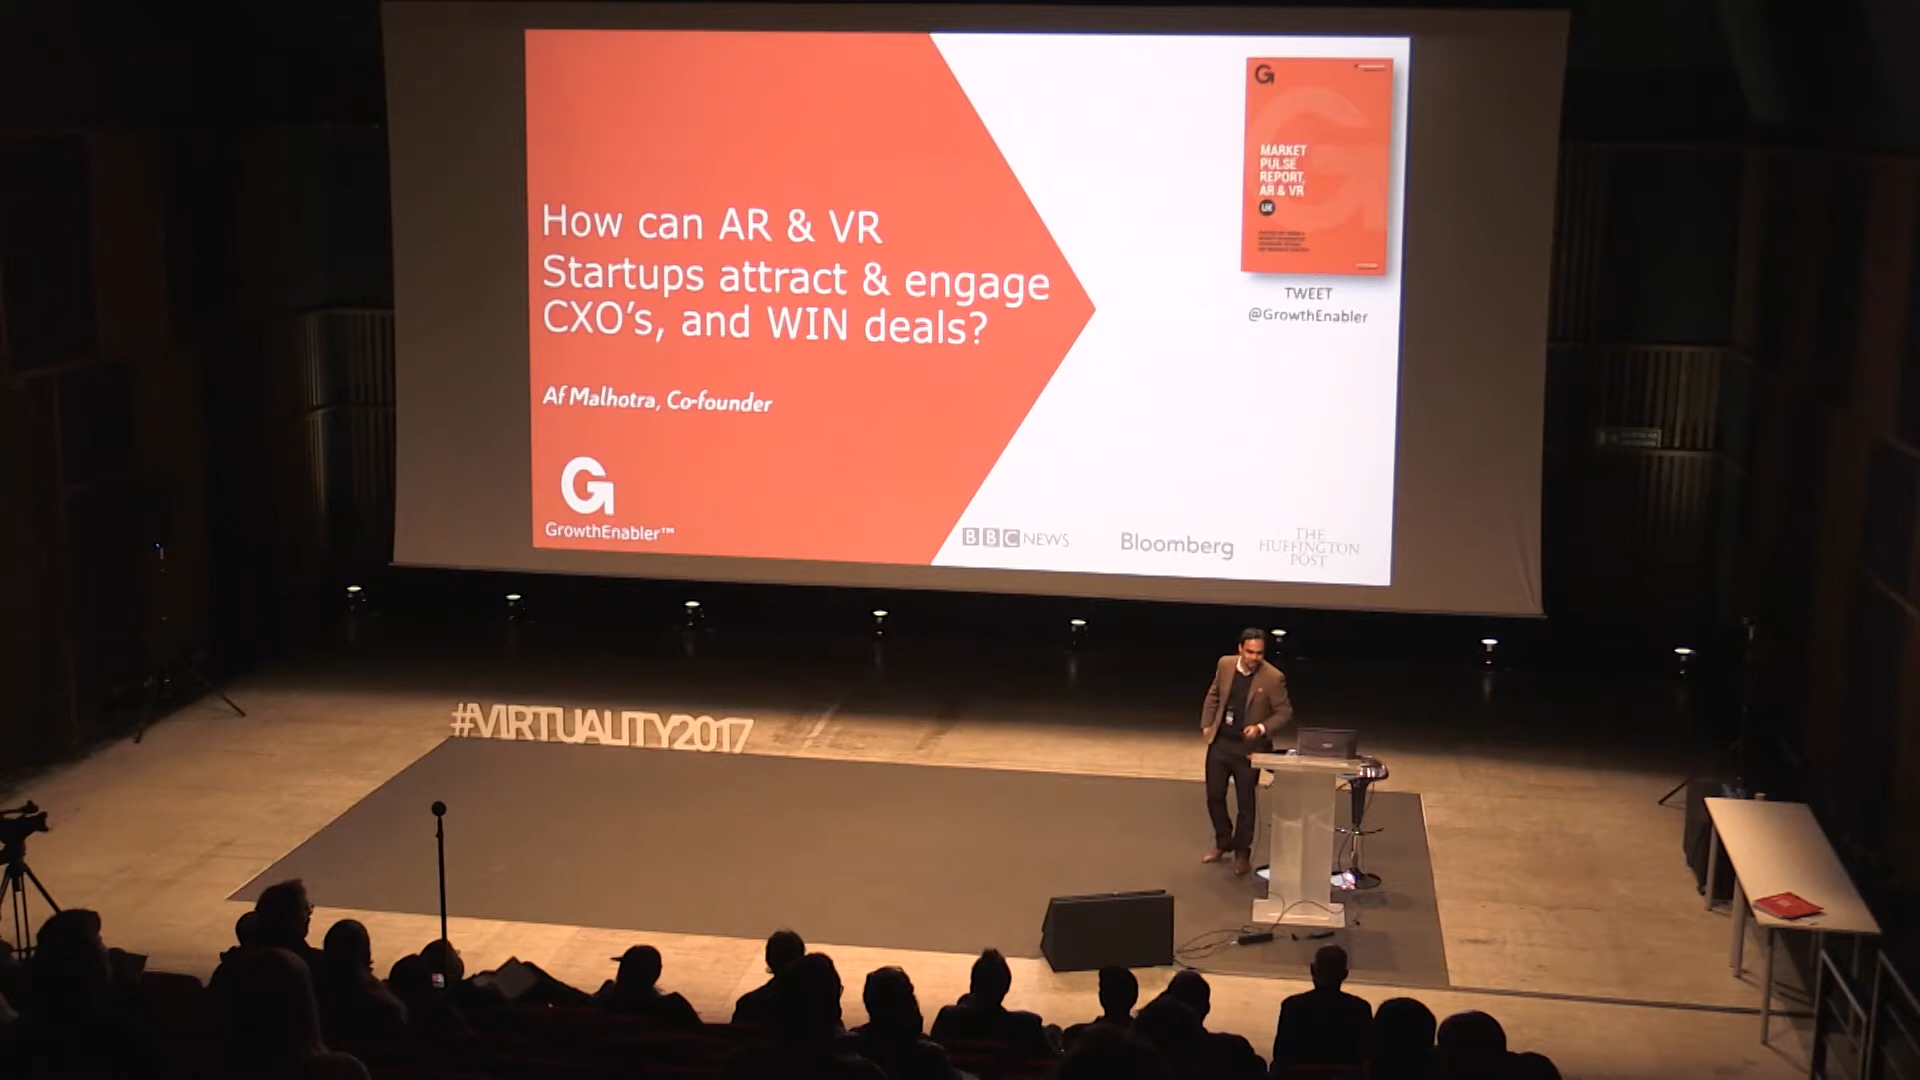 How can AR & VR
Startups attract & engage
CXO's, and WIN deals?
Af Malhotra, Co-founder
G
GrowthEnabler™
G
MARKET
PULSE
REPORT,
AR & VR
UK
TWEET
@GrowthEnabler
BBC NEWS
Bloomberg
THE
HUFFINGTON
POST
#VIRTUALITY2017